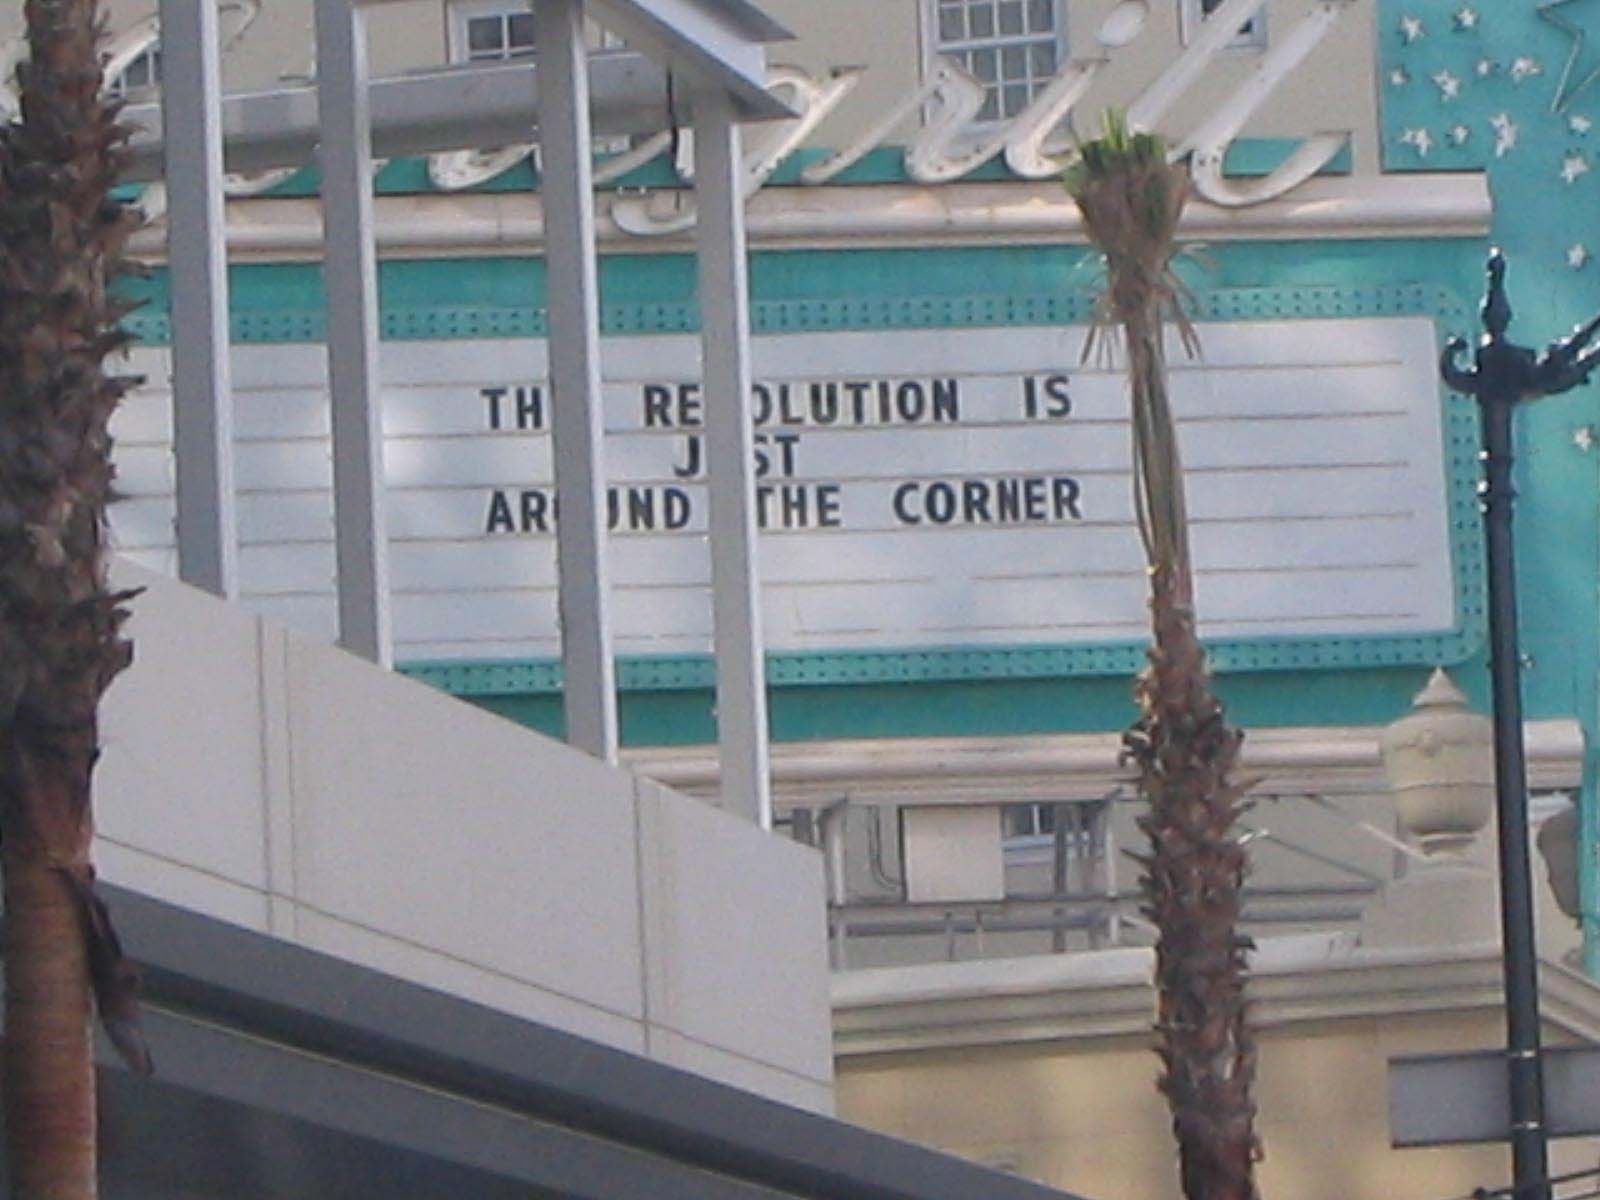 THE REVOLUTION IS
JUST
AROUND THE CORNER